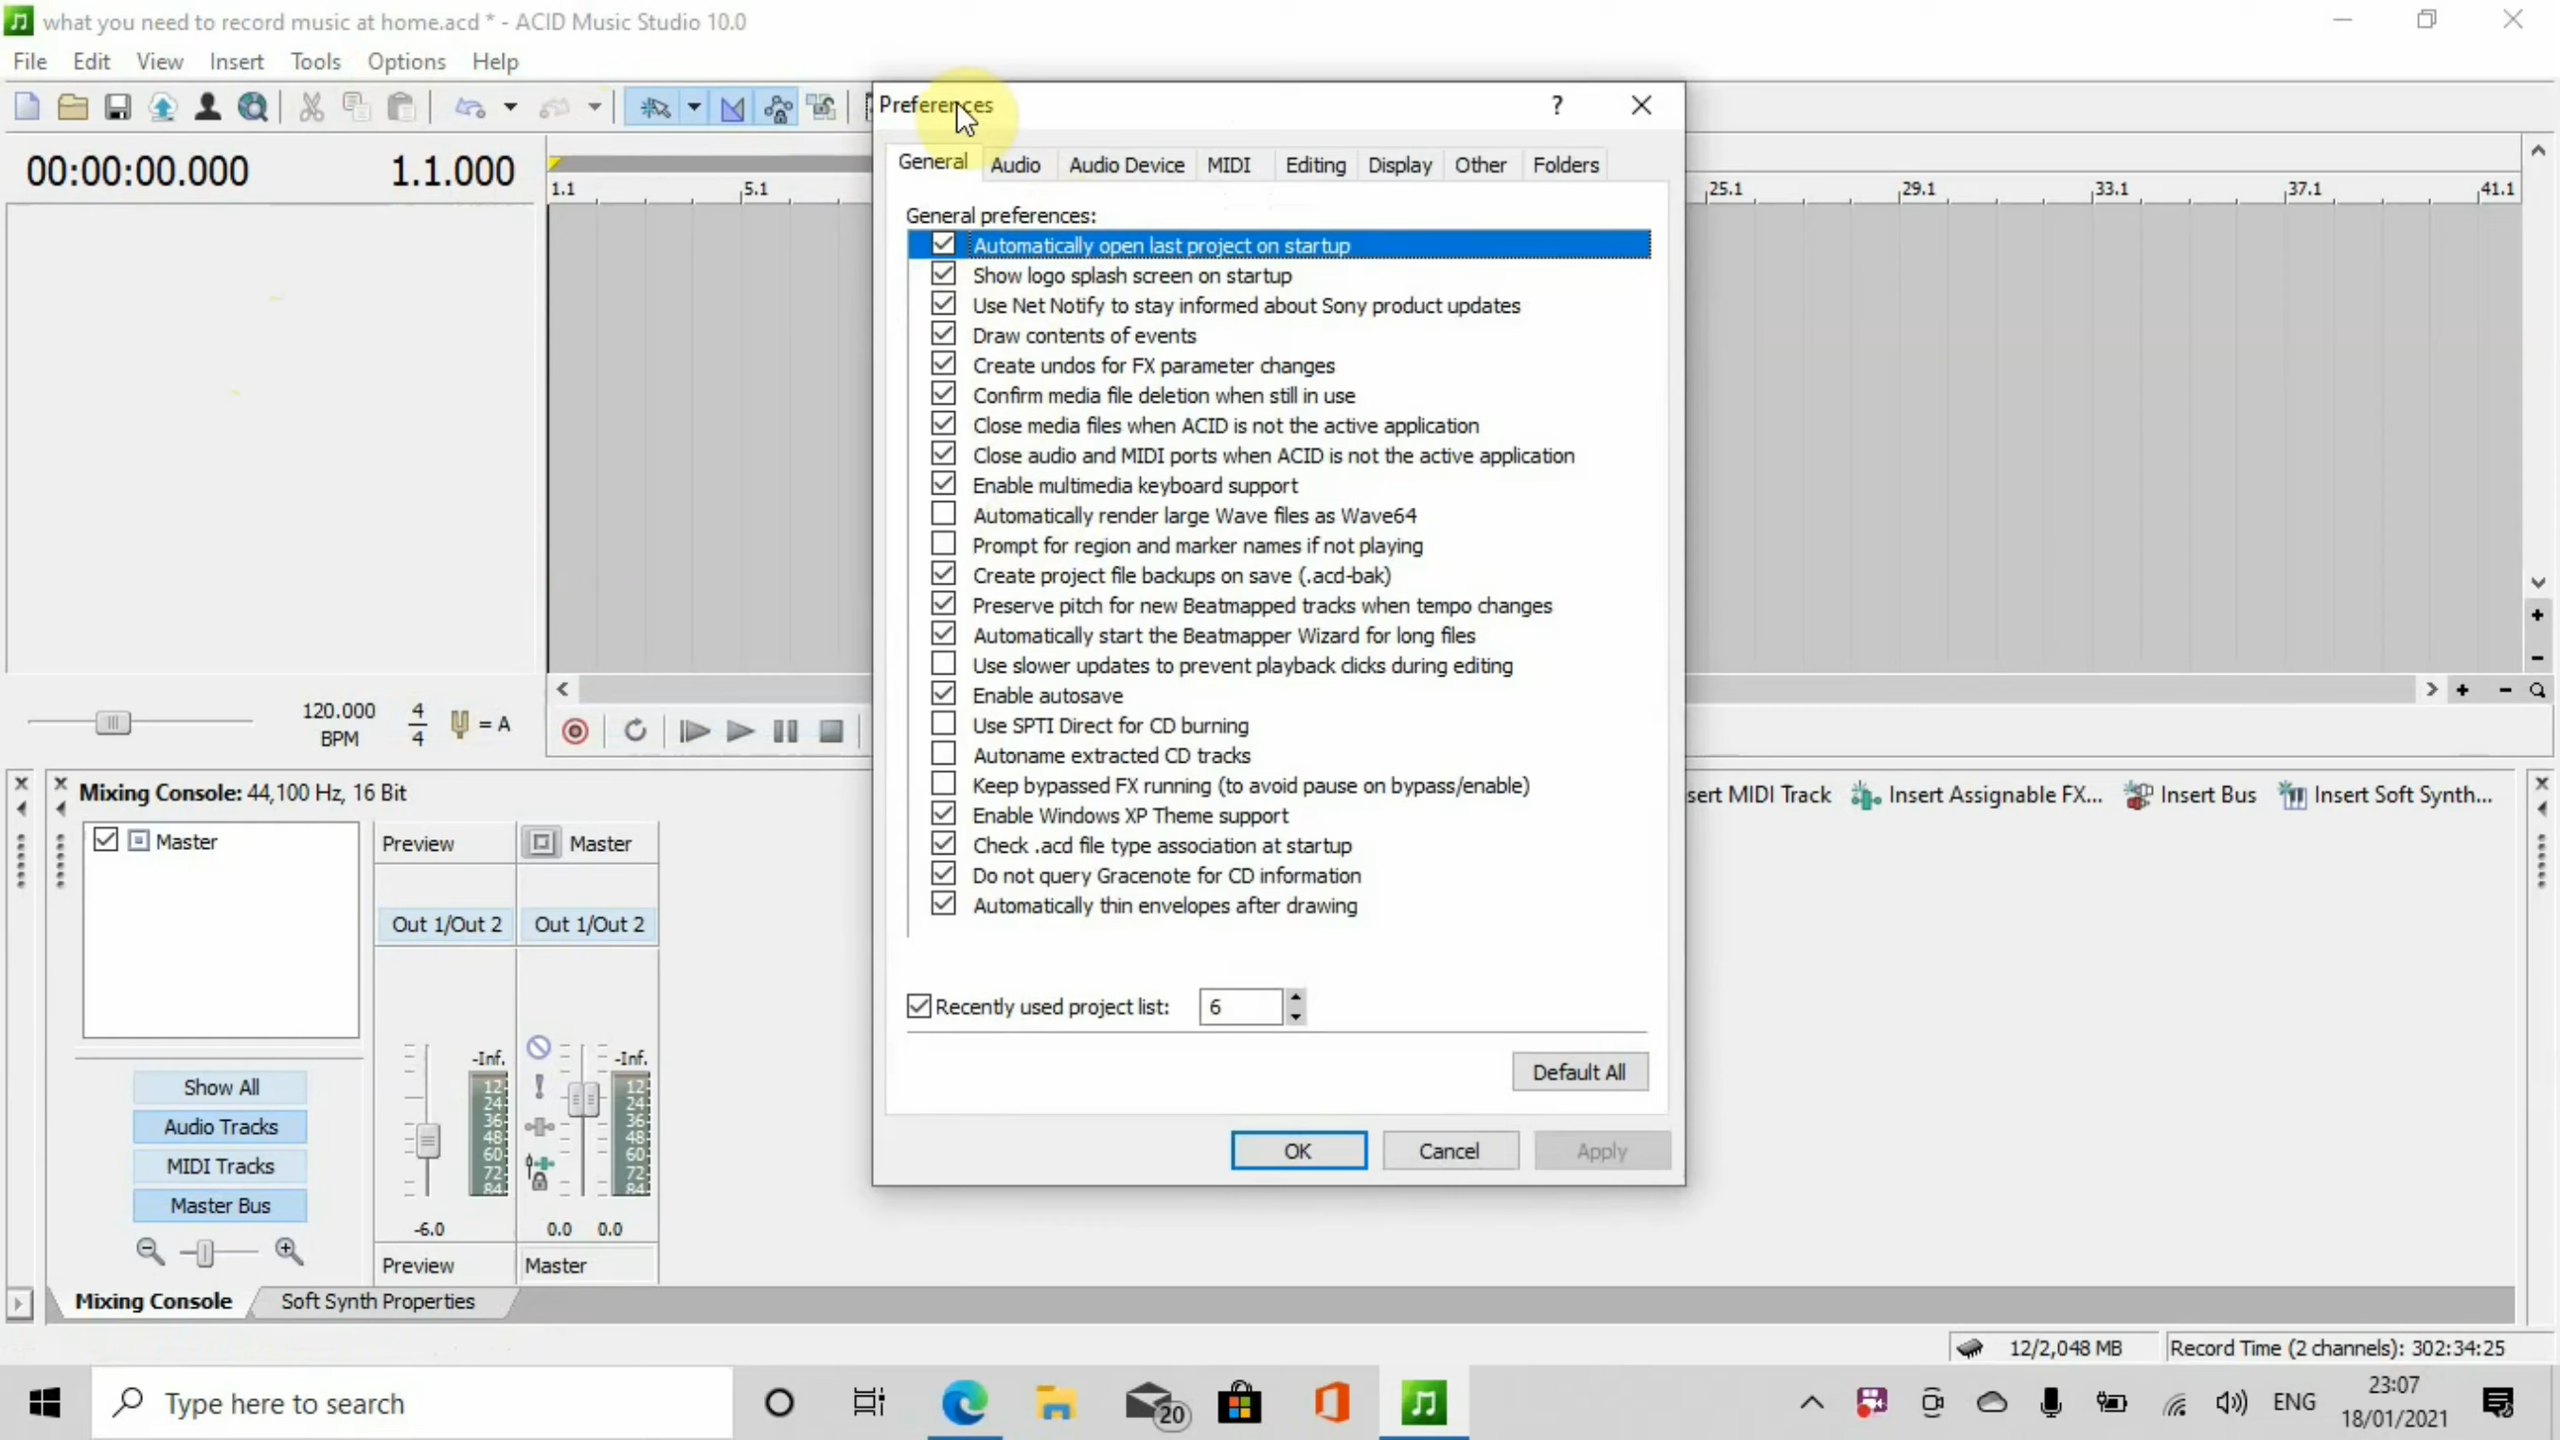 what you need to record music at home.acd * - ACID Music Studio 10.0
File Edit View Insert Tools Options Help
Preferences ?
00:00:00.000 1.1.000
1.1 5.1 25.1 29.1 33.1 37.1 41.1
General Audio Audio Device MIDI Editing Display Other Folders
General preferences:
Automatically open last project on startup
Show logo splash screen on startup
Use Net Notify to stay informed about Sony product updates
Draw contents of events
Create undos for FX parameter changes
Confirm media file deletion when still in use
Close media files when ACID is not the active application
Close audio and MIDI ports when ACID is not the active application
Enable multimedia keyboard support
Automatically render large Wave files as Wave64
Prompt for region and marker names if not playing
Create project file backups on save (.acd-bak)
Preserve pitch for new Beatmapped tracks when tempo changes
Automatically start the Beatmapper Wizard for long files
Use slower updates to prevent playback clicks during editing
Enable autosave
Use SPTI Direct for CD burning
Autoname extracted CD tracks
Keep bypassed FX running (to avoid pause on bypass/enable)
Enable Windows XP Theme support
Check .acd file type association at startup
Do not query Gracenote for CD information
Automatically thin envelopes after drawing
Recently used project list: 6
Default All
OK Cancel Apply
120.000 BPM 4/4 = A
Mixing Console: 44,100 Hz, 16 Bit
sert MIDI Track Insert Assignable FX... Insert Bus Insert Soft Synth...
Master
Preview Master
Out 1/Out 2 Out 1/Out 2
-Inf. -Inf.
12 12
24 24
36 36
48 48
60 60
72 72
84 84
Show All
Audio Tracks
MIDI Tracks
Master Bus
-6.0 0.0 0.0
Preview Master
Mixing Console Soft Synth Properties
12/2,048 MB Record Time (2 channels): 302:34:25
Type here to search
20
ENG
23:07
18/01/2021